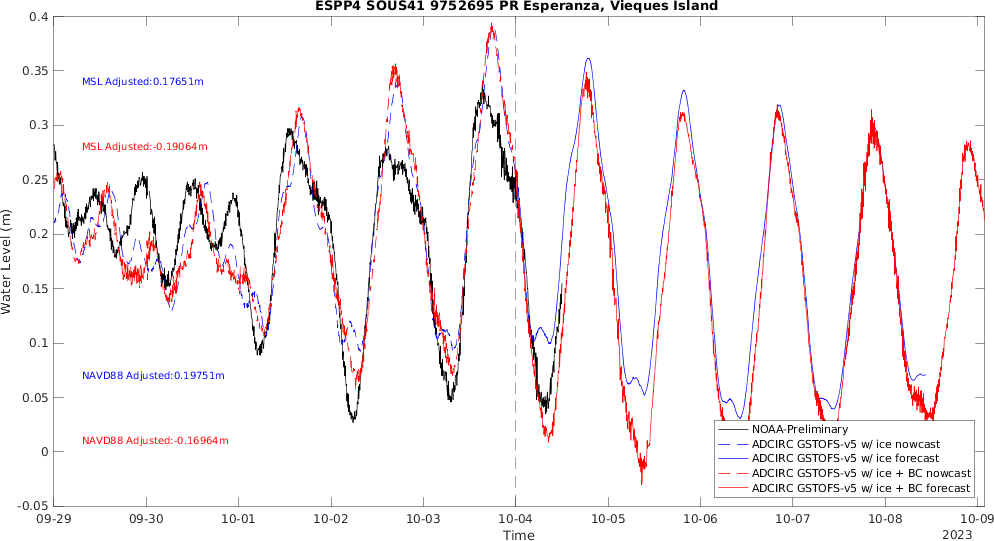 ESPP4 SOUS41 9752695 PR Esperanza, Vieques Island
0.4
0.35
0.3
0.25
0.2
0.15
0.1
0.05
0
-0.05
Water Level (m)
MSL Adjusted:0.17651m
MSL Adjusted:-0.19064m
NAVD88 Adjusted:0.19751m
NAVD88 Adjusted:-0.16964m
NOAA-Preliminary
ADCIRC GSTOFS-v5 w/ ice nowcast
ADCIRC GSTOFS-v5 w/ ice forecast
ADCIRC GSTOFS-v5 w/ ice + BC nowcast
ADCIRC GSTOFS-v5 w/ ice + BC forecast
09-29 09-30 10-01 10-02 10-03 10-04 10-05 10-06 10-07 10-08 10-09
Time
2023